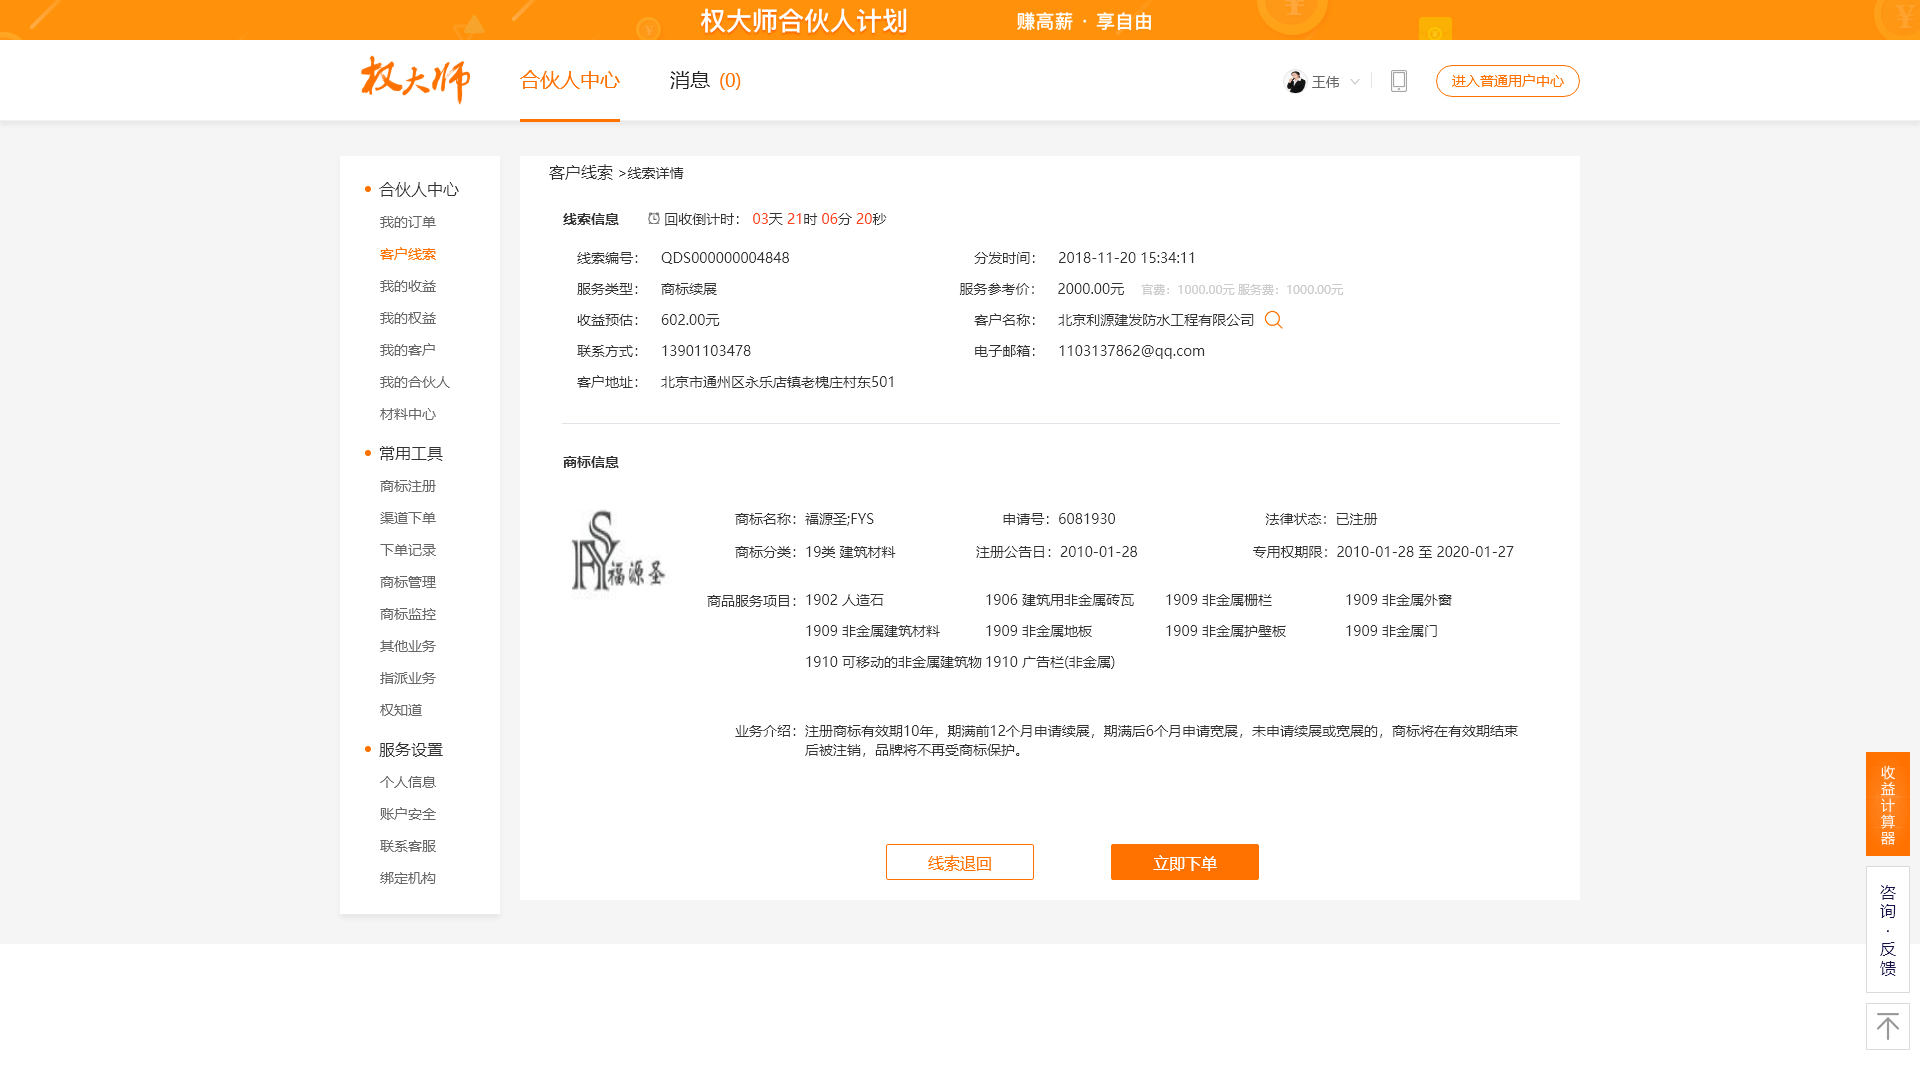 权大师合伙人计划 赚高薪 · 享自由
权大师 合伙人中心 消息 (0) 王伟 进入普通用户中心
合伙人中心
我的订单
客户线索
我的收益
我的权益
我的客户
我的合伙人
材料中心
常用工具
商标注册
渠道下单
下单记录
商标管理
商标监控
其他业务
指派业务
权知道
服务设置
个人信息
账户安全
联系客服
绑定机构
客户线索 >线索详情
线索信息 回收倒计时： 03天 21时 06分 20秒
线索编号： QDS000000004848 分发时间： 2018-11-20 15:34:11
服务类型： 商标续展 服务参考价： 2000.00元 官费：1000.00元 服务费：1000.00元
收益预估： 602.00元 客户名称： 北京利源建发防水工程有限公司
联系方式： 13901103478 电子邮箱： 1103137862@qq.com
客户地址： 北京市通州区永乐店镇老槐庄村东501
商标信息
SFY福源圣
商标名称：福源圣;FYS 申请号：6081930 法律状态：已注册
商标分类：19类 建筑材料 注册公告日：2010-01-28 专用权期限：2010-01-28 至 2020-01-27
商品服务项目：1902 人造石 1906 建筑用非金属砖瓦 1909 非金属栅栏 1909 非金属外窗
1909 非金属建筑材料 1909 非金属地板 1909 非金属护壁板 1909 非金属门
1910 可移动的非金属建筑物 1910 广告栏(非金属)
业务介绍：注册商标有效期10年，期满前12个月申请续展，期满后6个月申请宽展，未申请续展或宽展的，商标将在有效期结束
后被注销，品牌将不再受商标保护。
线索退回 立即下单
收益计算器
咨询·反馈